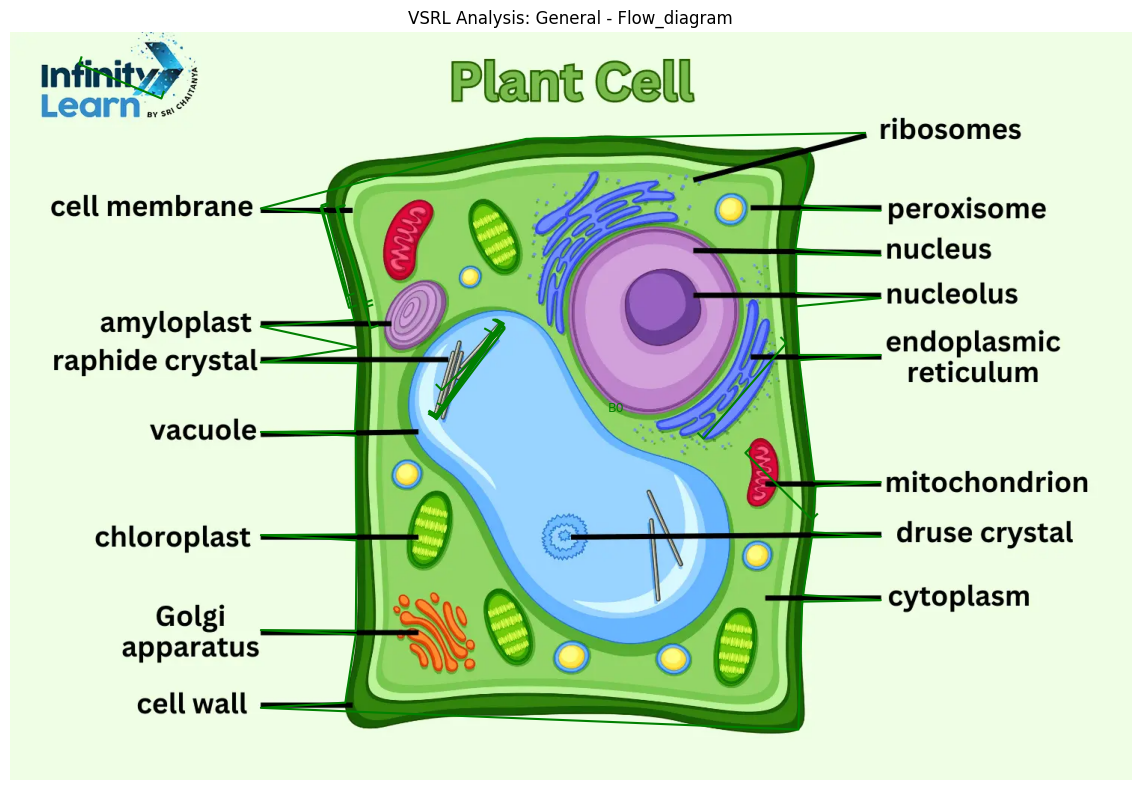 VSRL Analysis: General - Flow_diagram
Infinity
Learn
BY SRI CHAITANYA
Plant Cell
ribosomes
cell membrane
peroxisome
nucleus
nucleolus
amyloplast
endoplasmic
reticulum
raphide crystal
B0
vacuole
mitochondrion
chloroplast
druse crystal
cytoplasm
Golgi
apparatus
cell wall